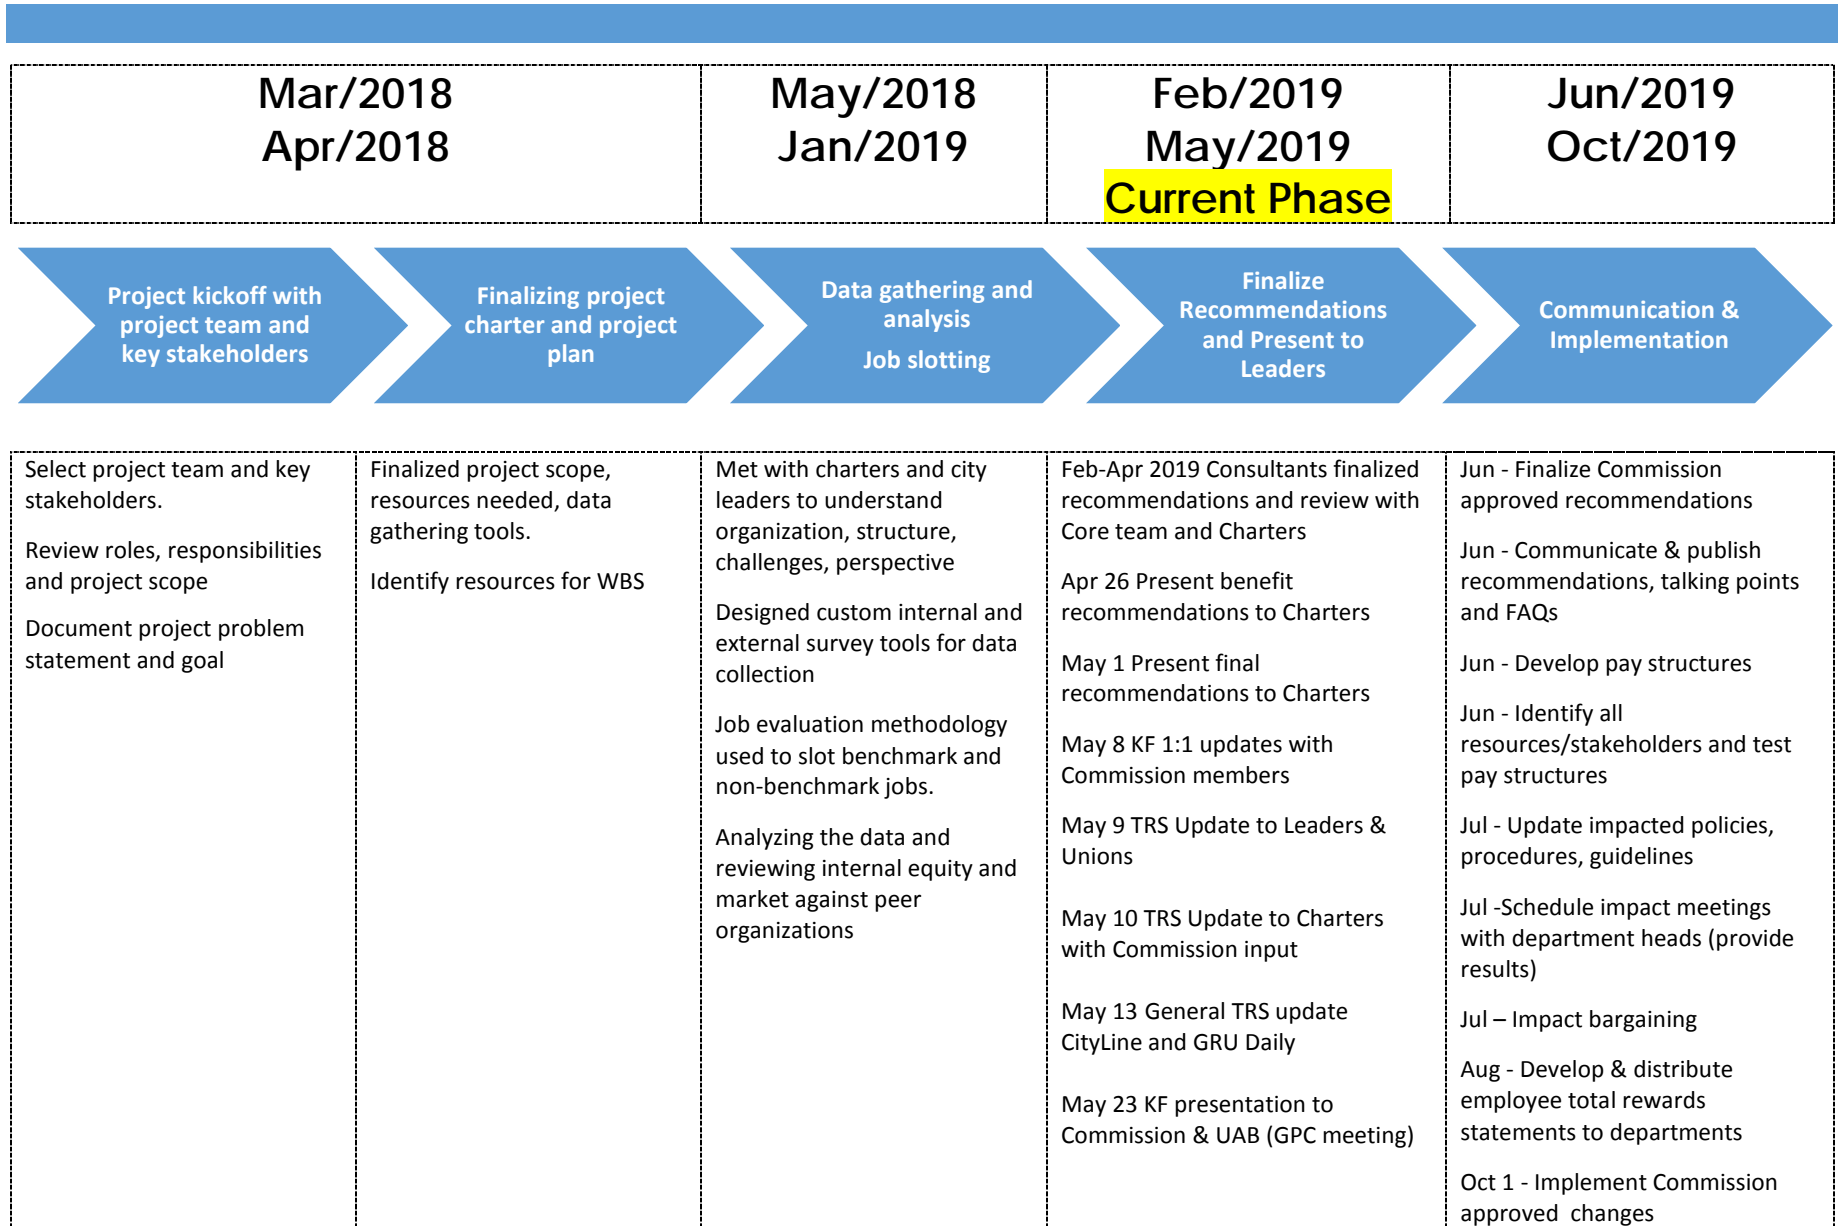 Mar/2018
Apr/2018
May/2018
Jan/2019
Feb/2019
May/2019
Current Phase
Jun/2019
Oct/2019
Project kickoff with
project team and
key stakeholders
Finalizing project
charter and project
plan
Data gathering and
analysis
Job slotting
Finalize
Recommendations
and Present to
Leaders
Communication &
Implementation
Select project team and key
stakeholders.
Review roles, responsibilities
and project scope
Document project problem
statement and goal
Finalized project scope,
resources needed, data
gathering tools.
Identify resources for WBS
Met with charters and city
leaders to understand
organization, structure,
challenges, perspective
Designed custom internal and
external survey tools for data
collection
Job evaluation methodology
used to slot benchmark and
non-benchmark jobs.
Analyzing the data and
reviewing internal equity and
market against peer
organizations
Feb-Apr 2019 Consultants finalized
recommendations and review with
Core team and Charters
Apr 26 Present benefit
recommendations to Charters
May 1 Present final
recommendations to Charters
May 8 KF 1:1 updates with
Commission members
May 9 TRS Update to Leaders &
Unions
May 10 TRS Update to Charters
with Commission input
May 13 General TRS update
CityLine and GRU Daily
May 23 KF presentation to
Commission & UAB (GPC meeting)
Jun - Finalize Commission
approved recommendations
Jun - Communicate & publish
recommendations, talking points
and FAQs
Jun - Develop pay structures
Jun - Identify all
resources/stakeholders and test
pay structures
Jul - Update impacted policies,
procedures, guidelines
Jul -Schedule impact meetings
with department heads (provide
results)
Jul – Impact bargaining
Aug - Develop & distribute
employee total rewards
statements to departments
Oct 1 - Implement Commission
approved  changes